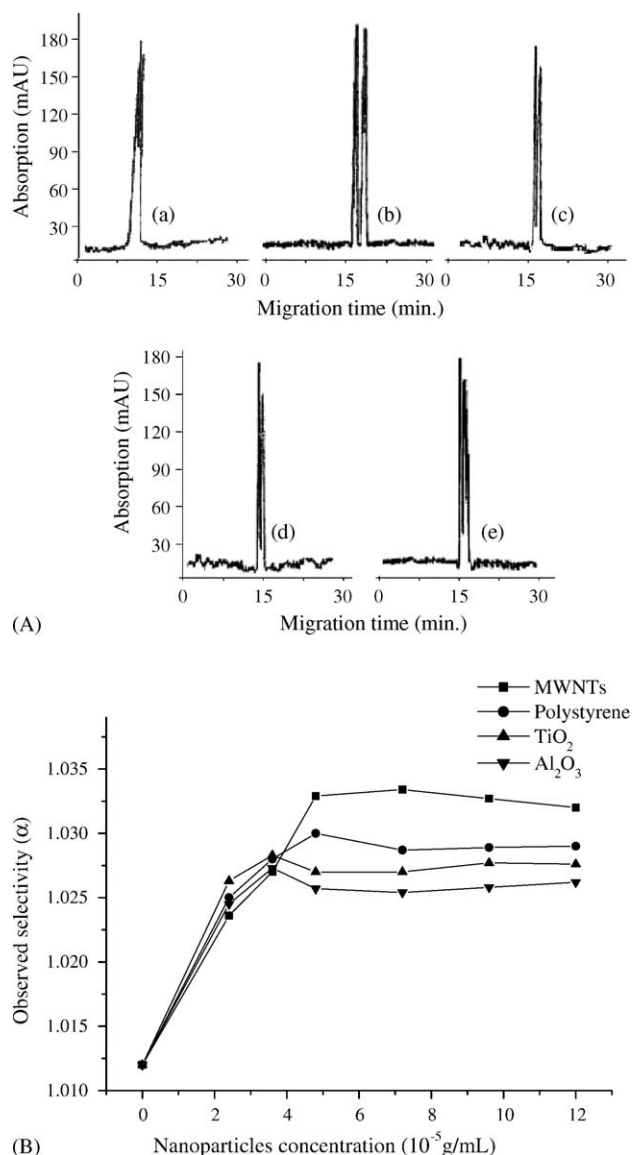 180
150
120
90
60
30
Absorption (mAU)
(a)
(b)
(c)
0 15 30 0 15 30 0 15 30
Migration time (min.)
180
150
120
90
60
30
Absorption (mAU)
(d)
(e)
0 15 30 0 15 30
(A)
Migration time (min.)
MWNTs
Polystyrene
TiO₂
Al₂O₃
1.035
1.030
1.025
1.020
1.015
1.010
Observed selectivity (α)
0 2 4 6 8 10 12
(B)
Nanoparticles concentration (10⁻⁵g/mL)